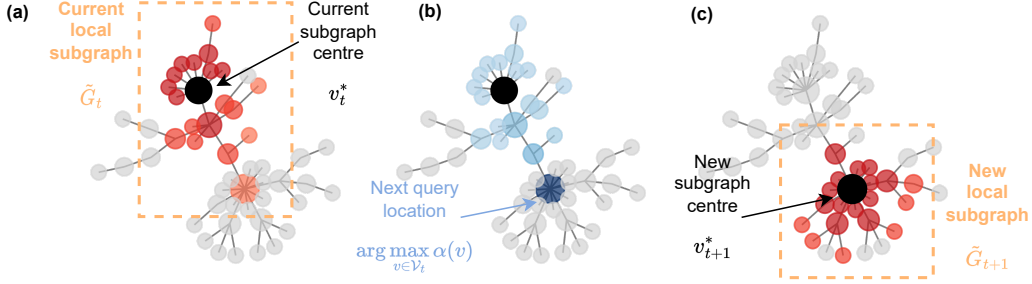 (a)
Current
local
subgraph
G̃_t
Current
subgraph
centre
v*_t
(b)
Next query
location
arg max α(v)
v∈𝒱_t
(c)
New
subgraph
centre
v*_{t+1}
New
local
subgraph
G̃_{t+1}